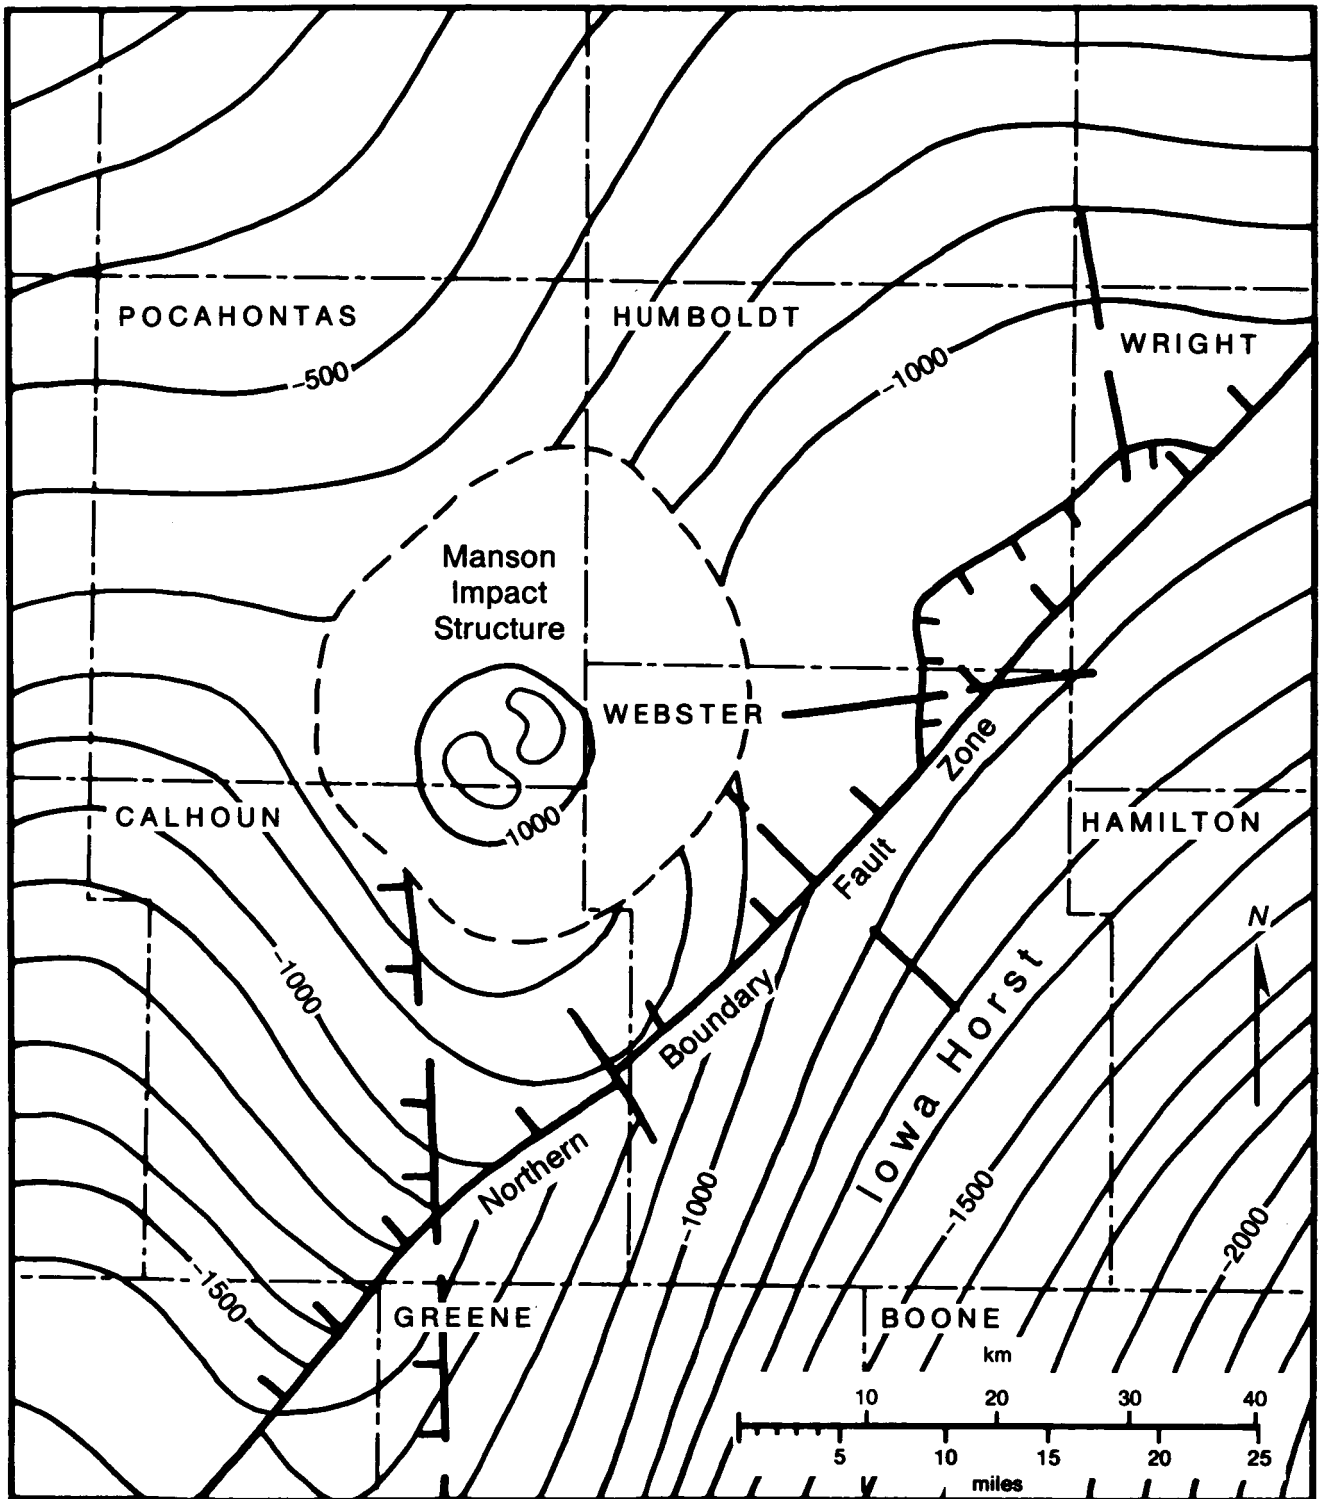 POCAHONTAS
HUMBOLDT
WRIGHT
-500
-1000
Manson
Impact
Structure
WEBSTER
Zone
CALHOUN
1000
HAMILTON
Fault
N
-1000
Boundary
Iowa Horst
Northern
-1000
-1500
-2000
-1500
GREENE
BOONE
km
10 20 30 40
5 10 15 20 25
miles